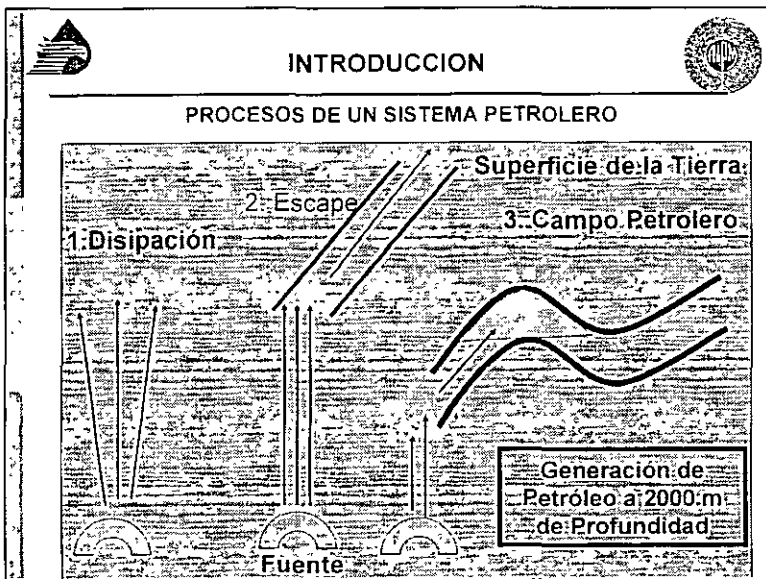 INTRODUCCION
PROCESOS DE UN SISTEMA PETROLERO
Superficie de la Tierra
2. Escape
3. Campo Petrolero
1. Disipación
Generación de
Petróleo a 2000 m
de Profundidad
Fuente